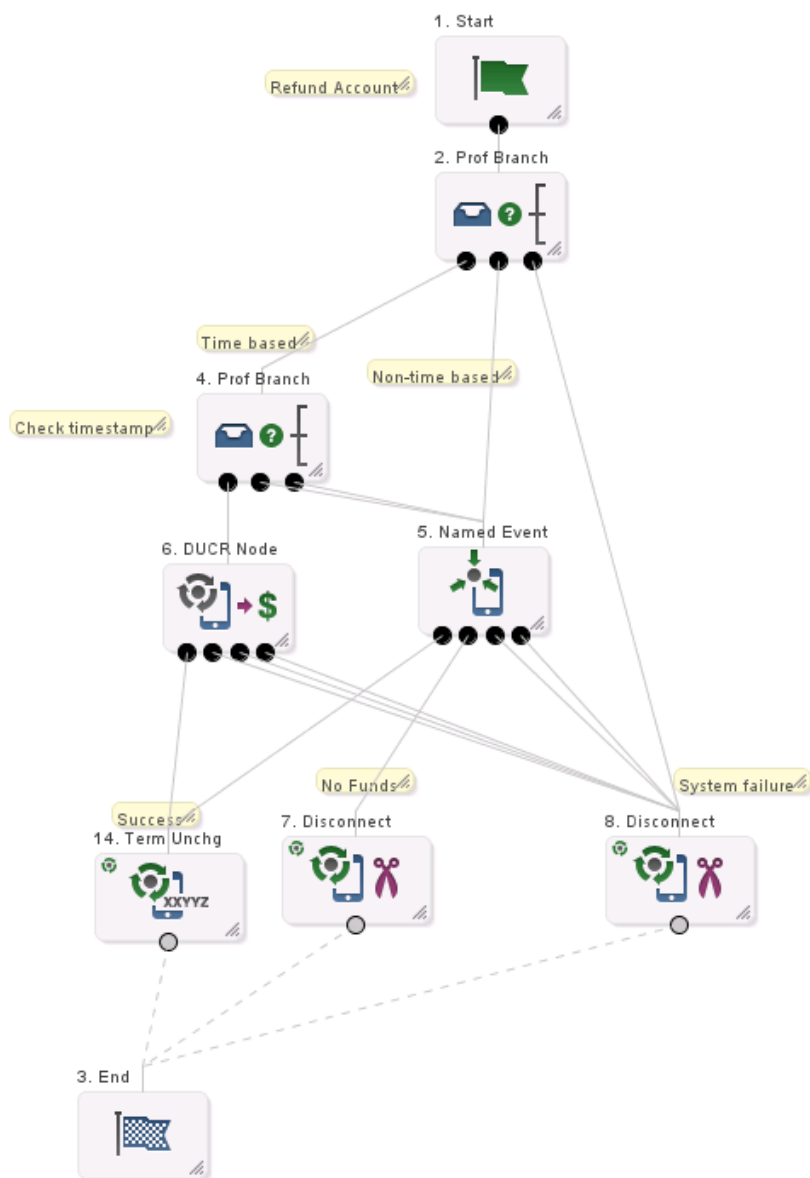 1. Start
Refund Account
2. Prof Branch
Time based
4. Prof Branch
Non-time based
Check timestamp
5. Named Event
6. DUCR Node
$
No Funds
System failure
Success
14. Term Unchg
7. Disconnect
8. Disconnect
XXYYZ
3. End